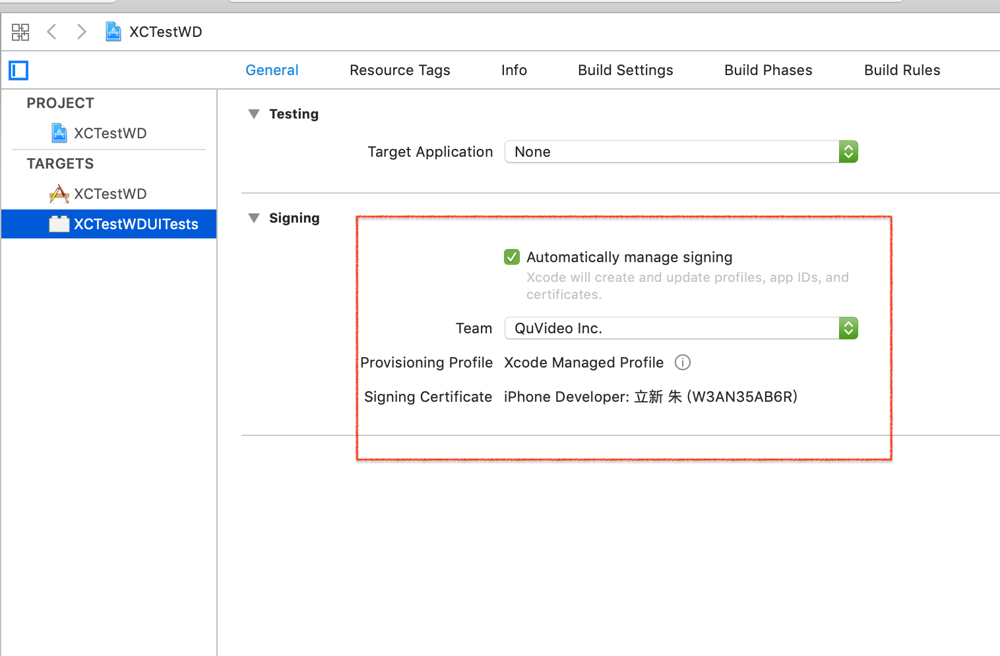 XCTestWD
General Resource Tags Info Build Settings Build Phases Build Rules
PROJECT
XCTestWD
TARGETS
XCTestWD
XCTestWDUITests
Testing
Target Application None
Signing
Automatically manage signing
Xcode will create and update profiles, app IDs, and
certificates.
Team QuVideo Inc.
Provisioning Profile Xcode Managed Profile
Signing Certificate iPhone Developer: 立新 朱 (W3AN35AB6R)